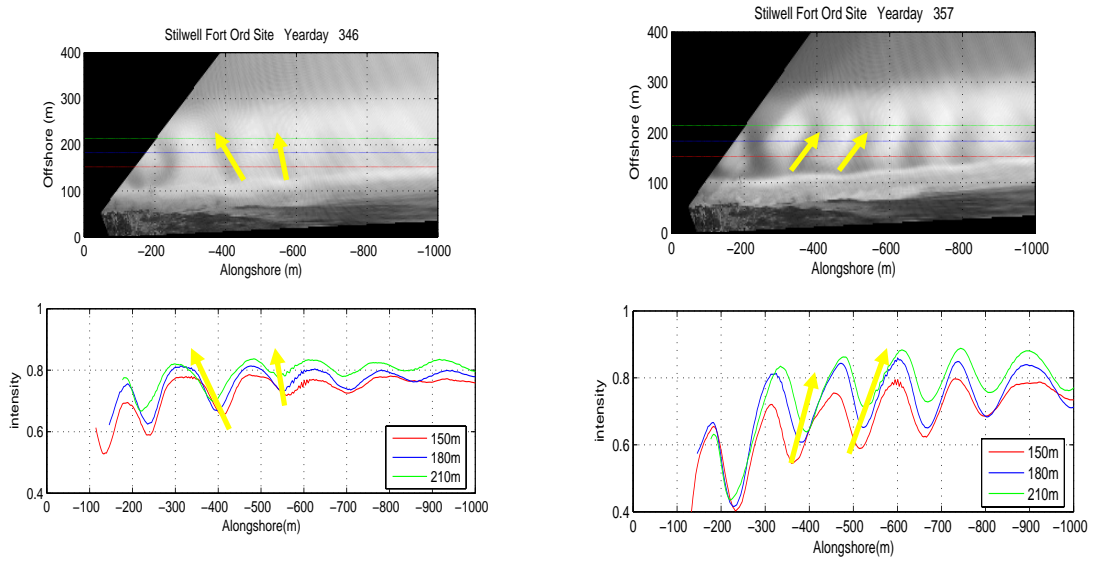 Stilwell Fort Ord Site Yearday 346
400
300
200
100
0
Offshore (m)
0 −200 −400 −600 −800 −1000
Alongshore (m)
1
0.8
0.6
0.4
intensity
150m
180m
210m
0 −100 −200 −300 −400 −500 −600 −700 −800 −900 −1000
Alongshore(m)
Stilwell Fort Ord Site Yearday 357
400
300
200
100
0
Offshore (m)
0 −200 −400 −600 −800 −1000
Alongshore (m)
1
0.8
0.6
0.4
intensity
150m
180m
210m
0 −100 −200 −300 −400 −500 −600 −700 −800 −900 −1000
Alongshore(m)